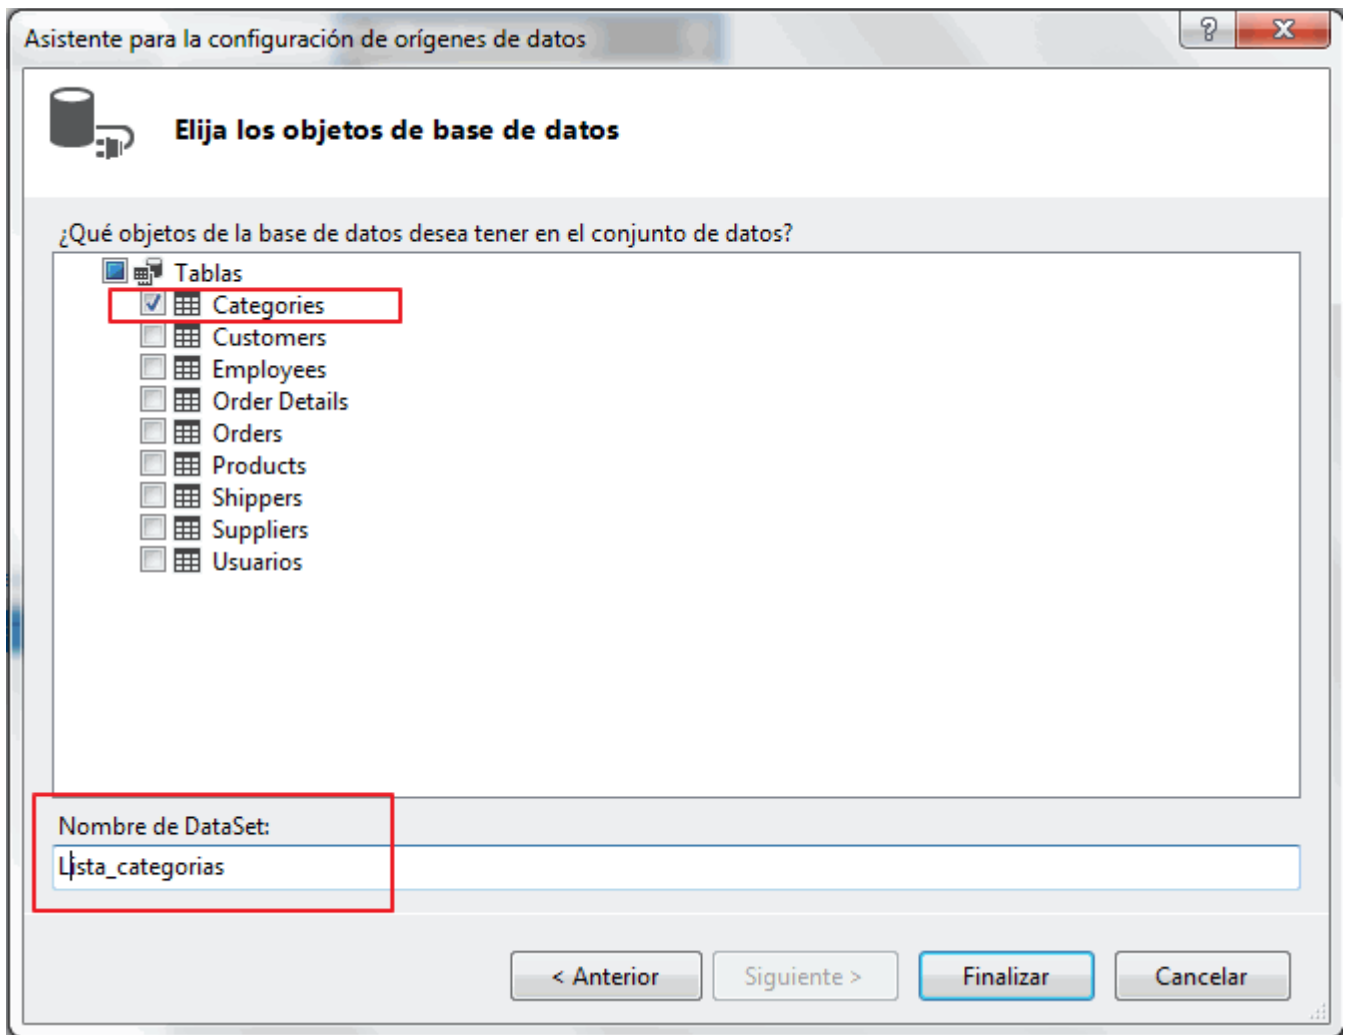 Asistente para la configuración de orígenes de datos
Elija los objetos de base de datos
¿Qué objetos de la base de datos desea tener en el conjunto de datos?
Tablas
Categories
Customers
Employees
Order Details
Orders
Products
Shippers
Suppliers
Usuarios
Nombre de DataSet:
Lista_categorias
< Anterior Siguiente > Finalizar Cancelar